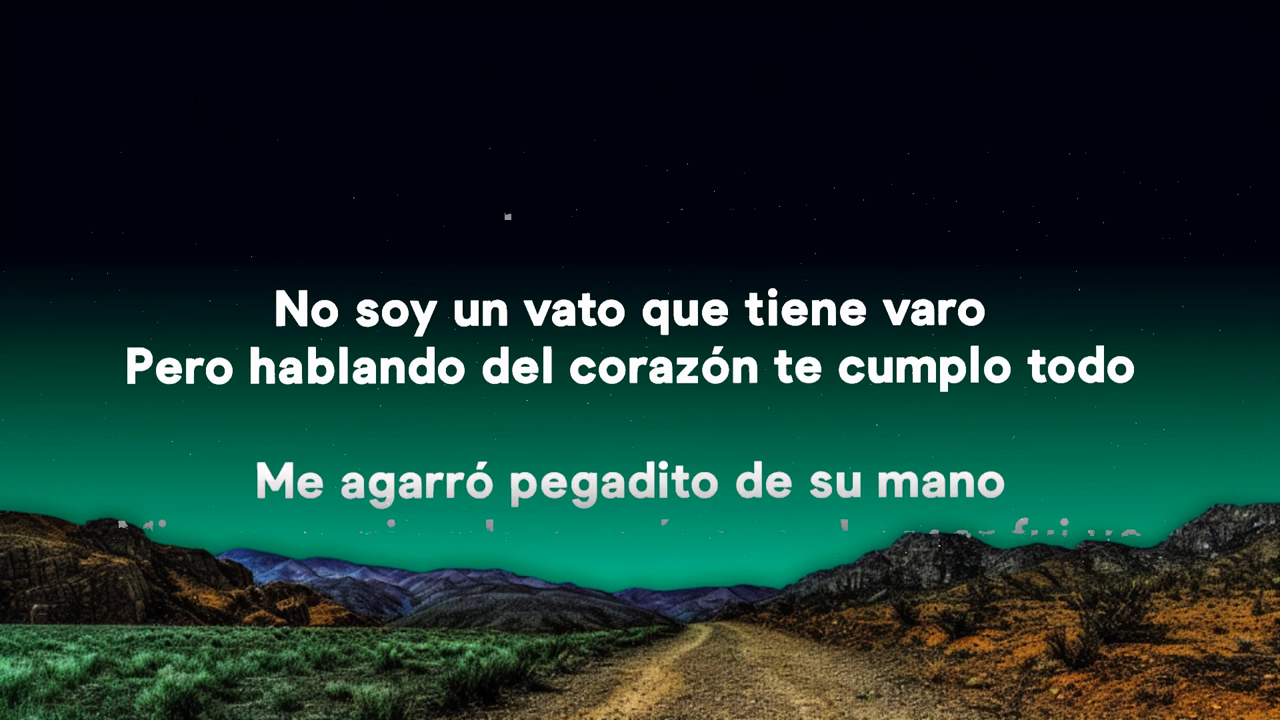 No soy un vato que tiene varo
Pero hablando del corazón te cumplo todo
Me agarró pegadito de su mano